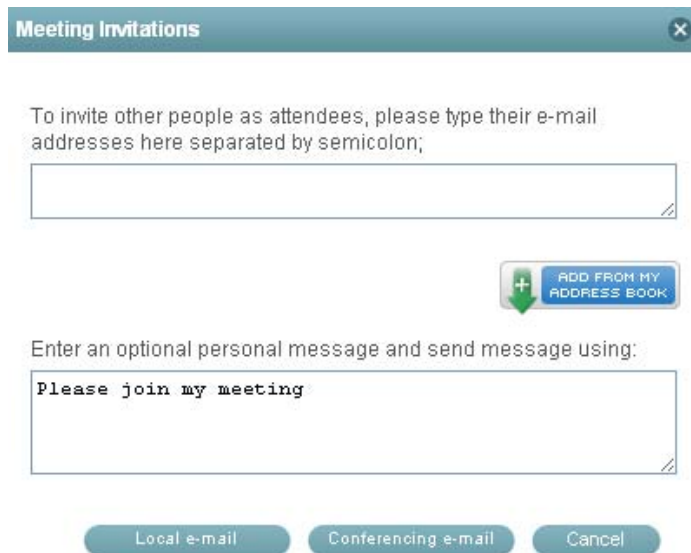 Meeting Invitations
To invite other people as attendees, please type their e-mail
addresses here separated by semicolon;
ADD FROM MY
ADDRESS BOOK
Enter an optional personal message and send message using:
Please join my meeting
Local e-mail
Conferencing e-mail
Cancel